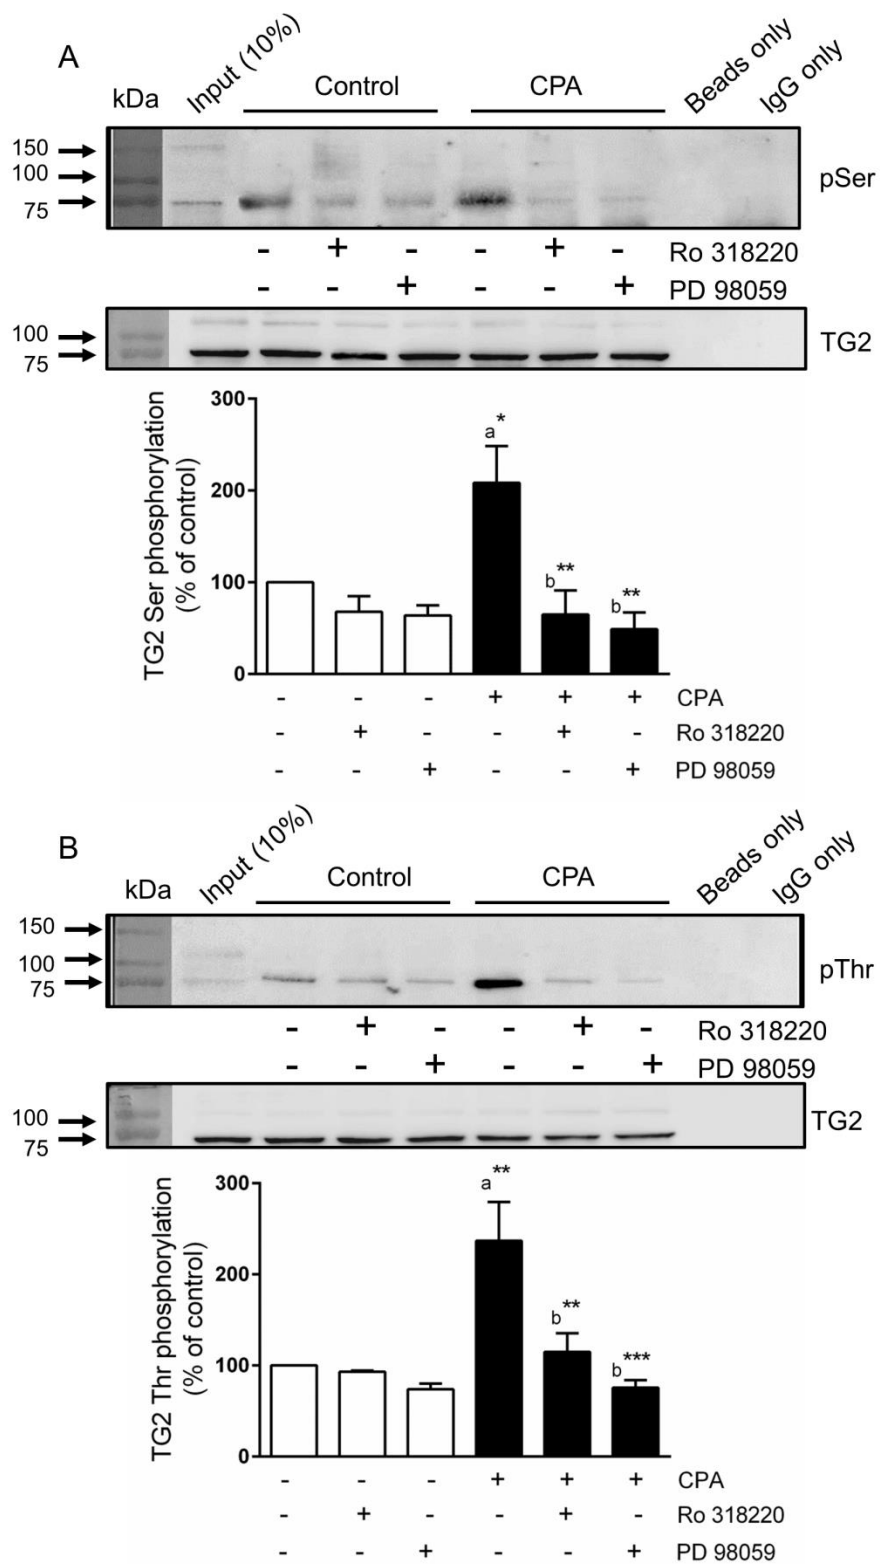 A
kDa Input (10%) Control CPA Beads only IgG only
150
100
75
pSer
- + - - + - Ro 318220
- - + - - + PD 98059
100
75
TG2
TG2 Ser phosphorylation
(% of control)
300
200
100
0
a*
b**
b**
- - - + + + CPA
- + - - + - Ro 318220
- - + - - + PD 98059
B
kDa Input (10%) Control CPA Beads only IgG only
150
100
75
pThr
- + - - + - Ro 318220
- - + - - + PD 98059
100
75
TG2
TG2 Thr phosphorylation
(% of control)
300
200
100
0
a**
b**
b***
- - - + + + CPA
- + - - + - Ro 318220
- - + - - + PD 98059